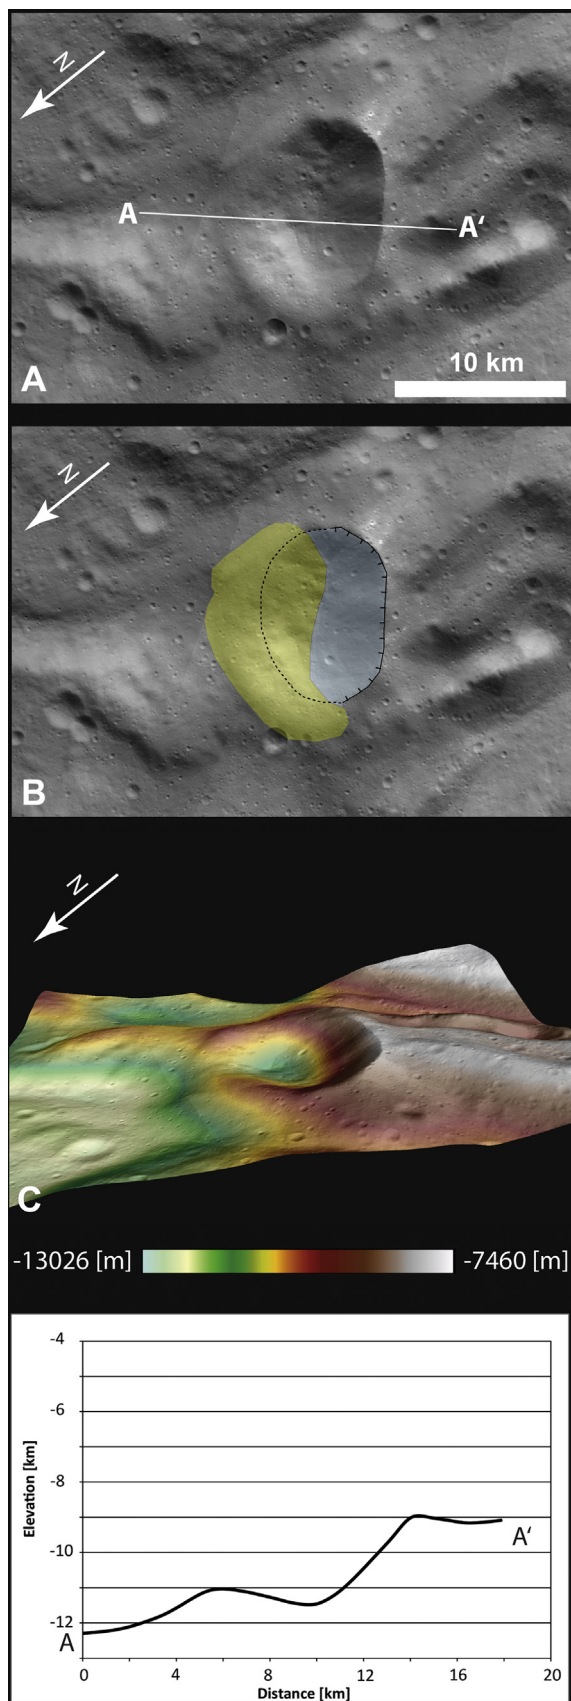 N
A
A‘
10 km
A
N
B
N
C
-13026 [m]
-7460 [m]
-4
-6
-8
-10
-12
Elevation [km]
A
A‘
0
4
8
12
16
20
Distance [km]